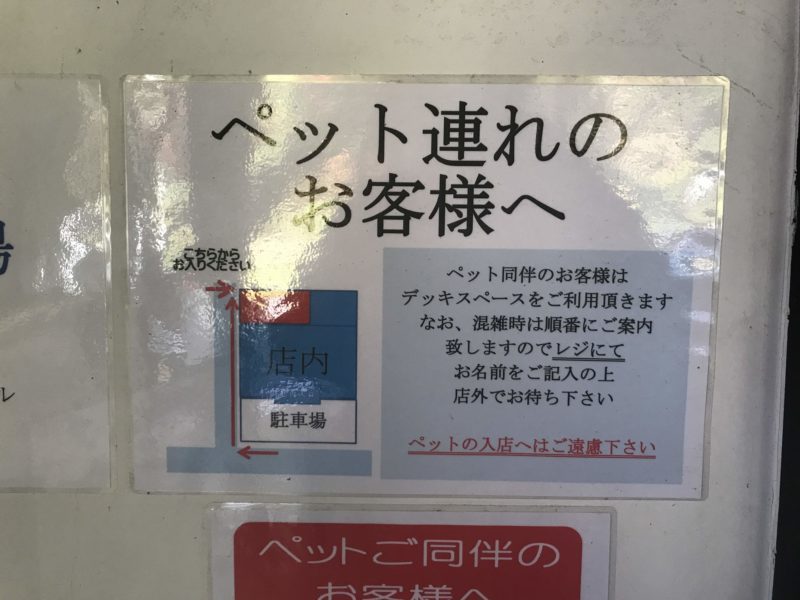 ペット連れの
お客様へ
こちらから
お入りください
店内
駐車場
ペット同伴のお客様は
デッキスペースをご利用頂きます
なお、混雑時は順番にご案内
致しますのでレジにて
お名前をご記入の上
店外でお待ち下さい
ペットの入店へはご遠慮下さい
ル
ペットご同伴の
お客様へ